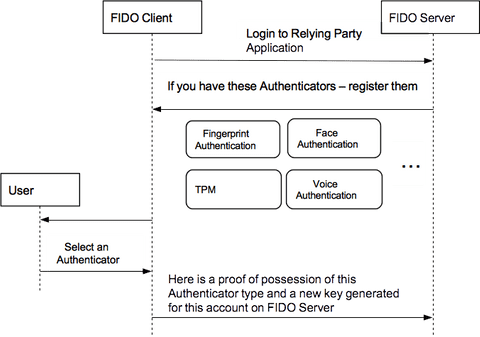 FIDO Client
FIDO Server
Login to Relying Party
Application
If you have these Authenticators – register them
Fingerprint
Authentication
Face
Authentication
...
TPM
Voice
Authentication
User
Select an
Authenticator
Here is a proof of possession of this
Authenticator type and a new key generated
for this account on FIDO Server